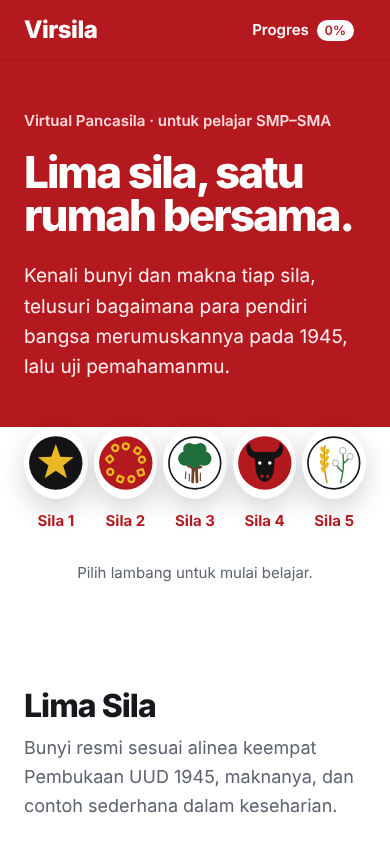 Virsila
Progres 0%
Virtual Pancasila · untuk pelajar SMP–SMA
Lima sila, satu
rumah bersama.
Kenali bunyi dan makna tiap sila,
telusuri bagaimana para pendiri
bangsa merumuskannya pada 1945,
lalu uji pemahamanmu.
Sila 1 Sila 2 Sila 3 Sila 4 Sila 5
Pilih lambang untuk mulai belajar.
Lima Sila
Bunyi resmi sesuai alinea keempat
Pembukaan UUD 1945, maknanya, dan
contoh sederhana dalam keseharian.